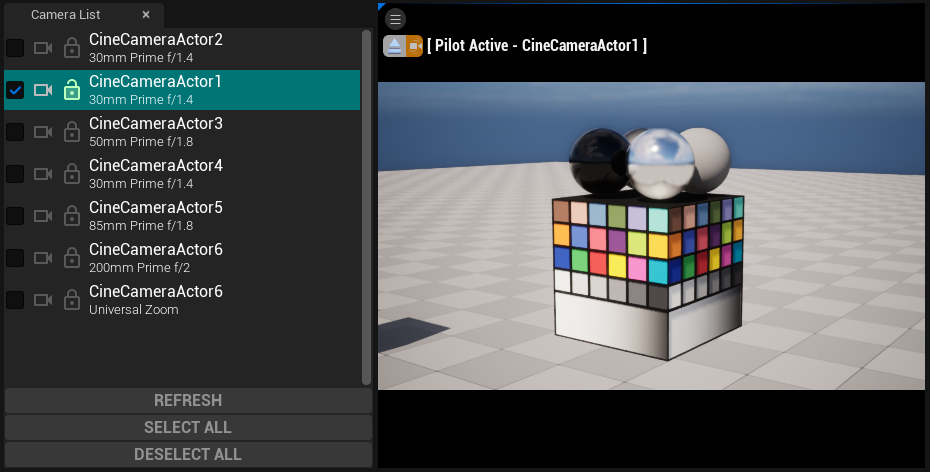 Camera List
CineCameraActor2
30mm Prime f/1.4
CineCameraActor1
30mm Prime f/1.4
CineCameraActor3
50mm Prime f/1.8
CineCameraActor4
30mm Prime f/1.4
CineCameraActor5
85mm Prime f/1.8
CineCameraActor6
200mm Prime f/2
CineCameraActor6
Universal Zoom
REFRESH
SELECT ALL
DESELECT ALL
[ Pilot Active - CineCameraActor1 ]